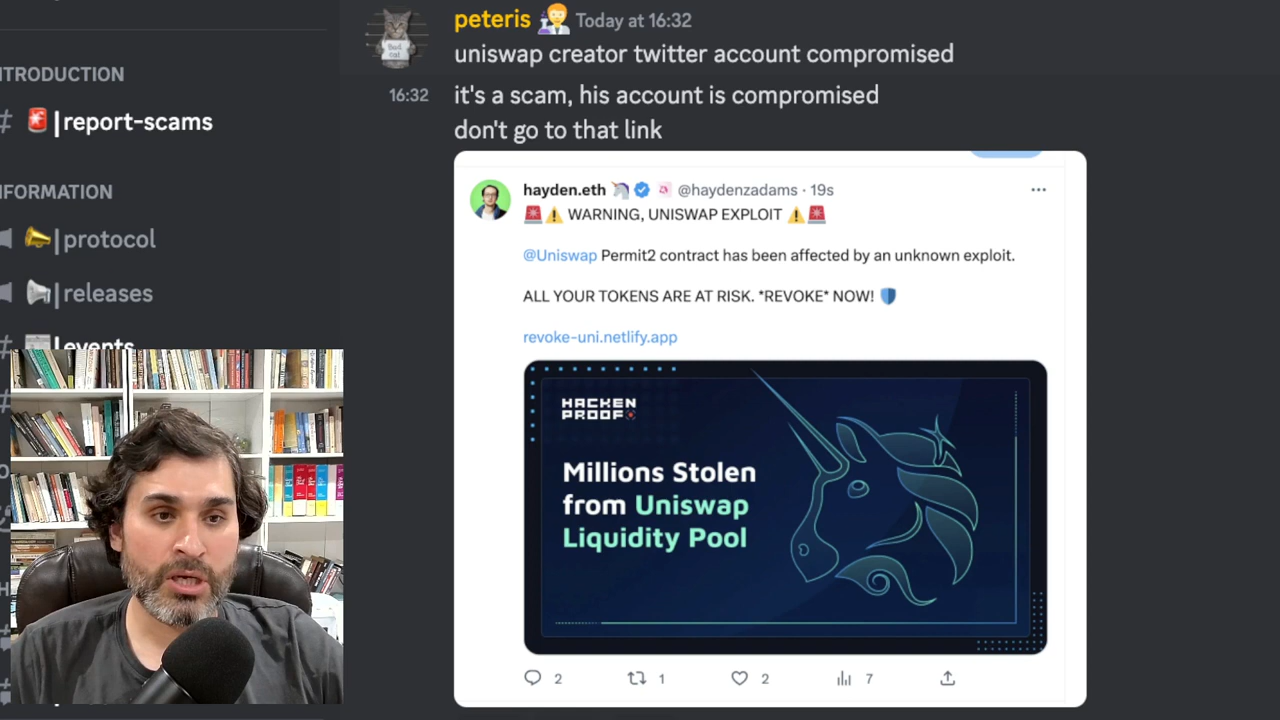 peteris Today at 16:32
uniswap creator twitter account compromised
16:32 it's a scam, his account is compromised
don't go to that link
NTRODUCTION
# |report-scams
NFORMATION
|protocol
|releases
# |events
hayden.eth @haydenzadams · 19s
🚨⚠️ WARNING, UNISWAP EXPLOIT ⚠️🚨
@Uniswap Permit2 contract has been affected by an unknown exploit.
ALL YOUR TOKENS ARE AT RISK. *REVOKE* NOW! 🛡️
revoke-uni.netlify.app
HACKEN
PROOF
Millions Stolen
from Uniswap
Liquidity Pool
2 1 2 7